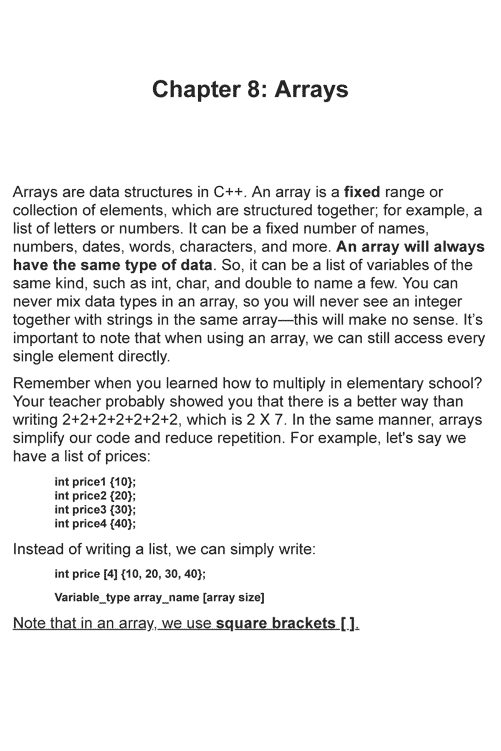 Chapter 8: Arrays
Arrays are data structures in C++. An array is a fixed range or
collection of elements, which are structured together; for example, a
list of letters or numbers. It can be a fixed number of names,
numbers, dates, words, characters, and more. An array will always
have the same type of data. So, it can be a list of variables of the
same kind, such as int, char, and double to name a few. You can
never mix data types in an array, so you will never see an integer
together with strings in the same array—this will make no sense. It’s
important to note that when using an array, we can still access every
single element directly.
Remember when you learned how to multiply in elementary school?
Your teacher probably showed you that there is a better way than
writing 2+2+2+2+2+2+2, which is 2 X 7. In the same manner, arrays
simplify our code and reduce repetition. For example, let's say we
have a list of prices:
int price1 {10};
int price2 {20};
int price3 {30};
int price4 {40};
Instead of writing a list, we can simply write:
int price [4] {10, 20, 30, 40};
Variable_type array_name [array size]
Note that in an array, we use square brackets [ ].